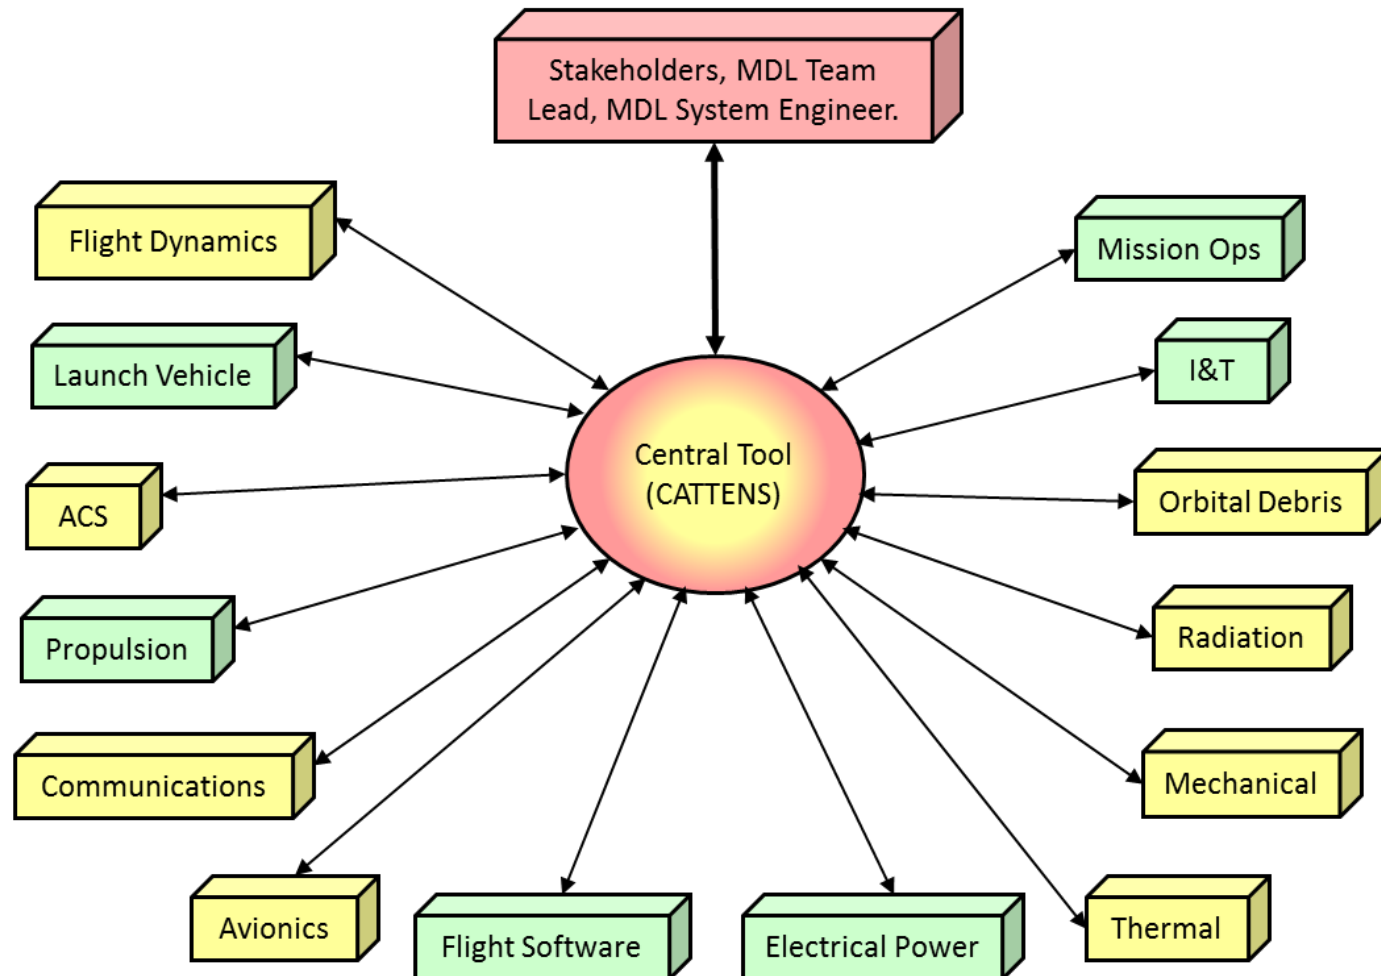 Stakeholders, MDL Team
Lead, MDL System Engineer.
Flight Dynamics
Mission Ops
Launch Vehicle
I&T
Central Tool
(CATTENS)
ACS
Orbital Debris
Propulsion
Radiation
Communications
Mechanical
Avionics
Flight Software
Electrical Power
Thermal